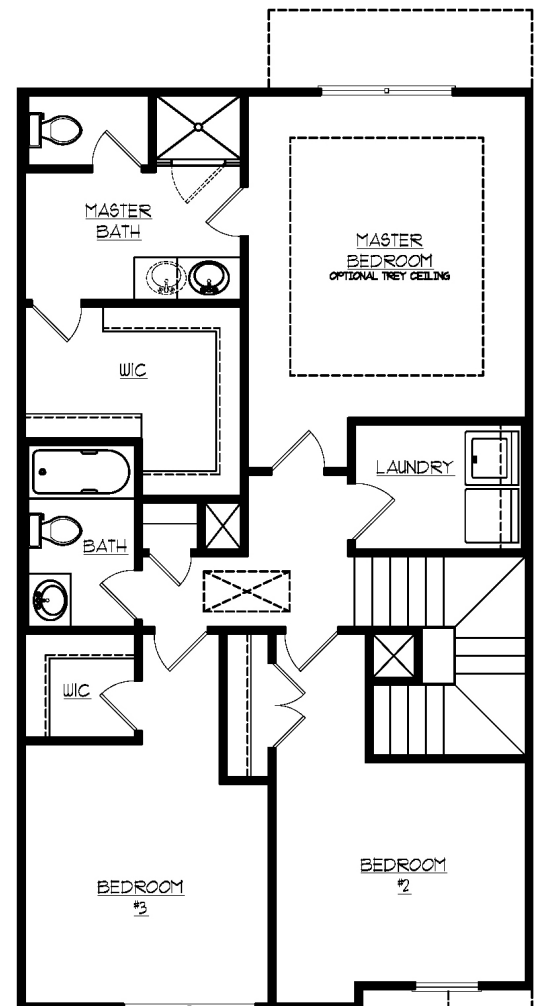 MASTER
BATH
MASTER
BEDROOM
OPTIONAL TREY CEILING
WIC
LAUNDRY
BATH
WIC
BEDROOM
#2
BEDROOM
#3